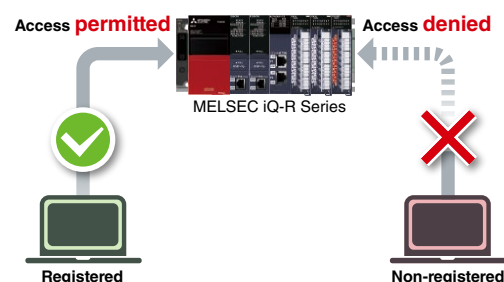 Access permitted
Access denied
MELSEC iQ-R Series
Registered
Non-registered